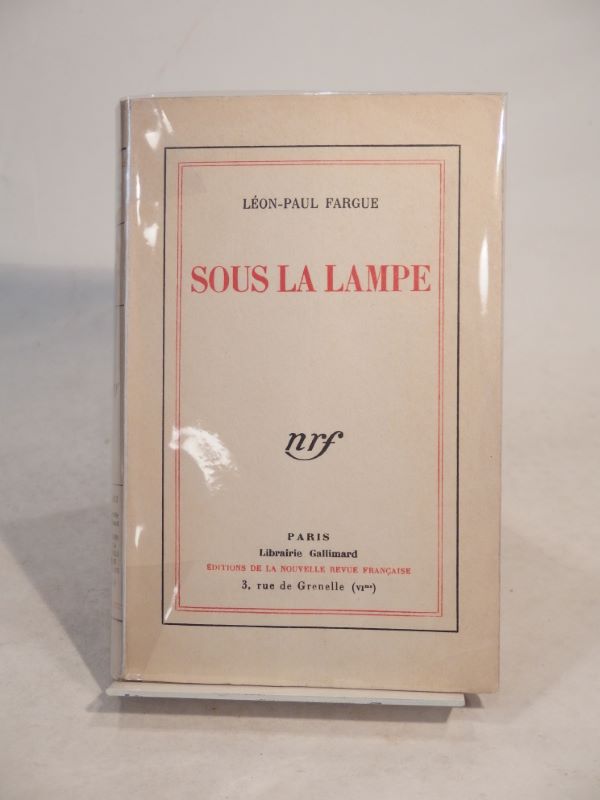 LÉON-PAUL FARGUE
SOUS LA LAMPE
nrf
PARIS
Librairie Gallimard
ÉDITIONS DE LA NOUVELLE REVUE FRANÇAISE
3, rue de Grenelle (VIme)